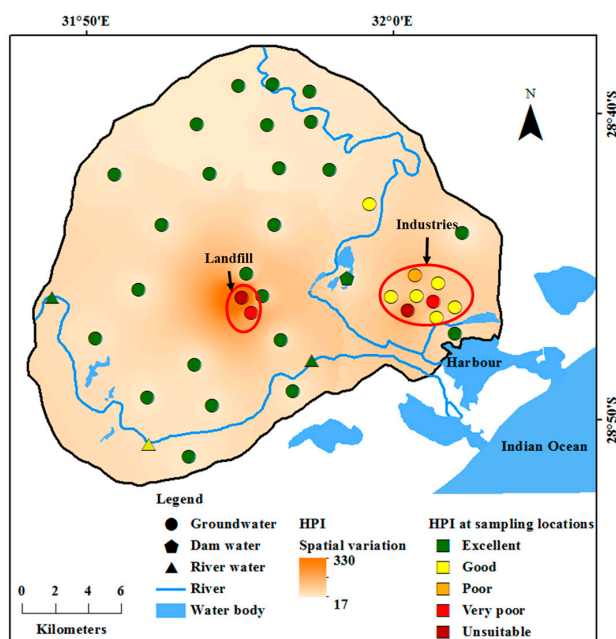 31°50'E
32°0'E
N
28°40'S
Industries
Landfill
Harbour
28°50'S
Indian Ocean
Legend
Groundwater
Dam water
River water
River
Water body
HPI
Spatial variation
330
17
HPI at sampling locations
Excellent
Good
Poor
Very poor
Unsuitable
0 2 4 6
Kilometers